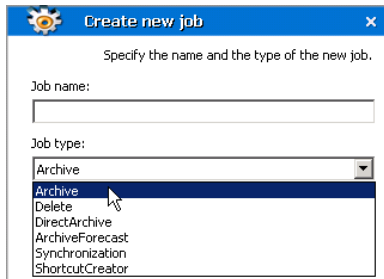 Create new job
Specify the name and the type of the new job.
Job name:
Job type:
Archive
Archive
Delete
DirectArchive
ArchiveForecast
Synchronization
ShortcutCreator